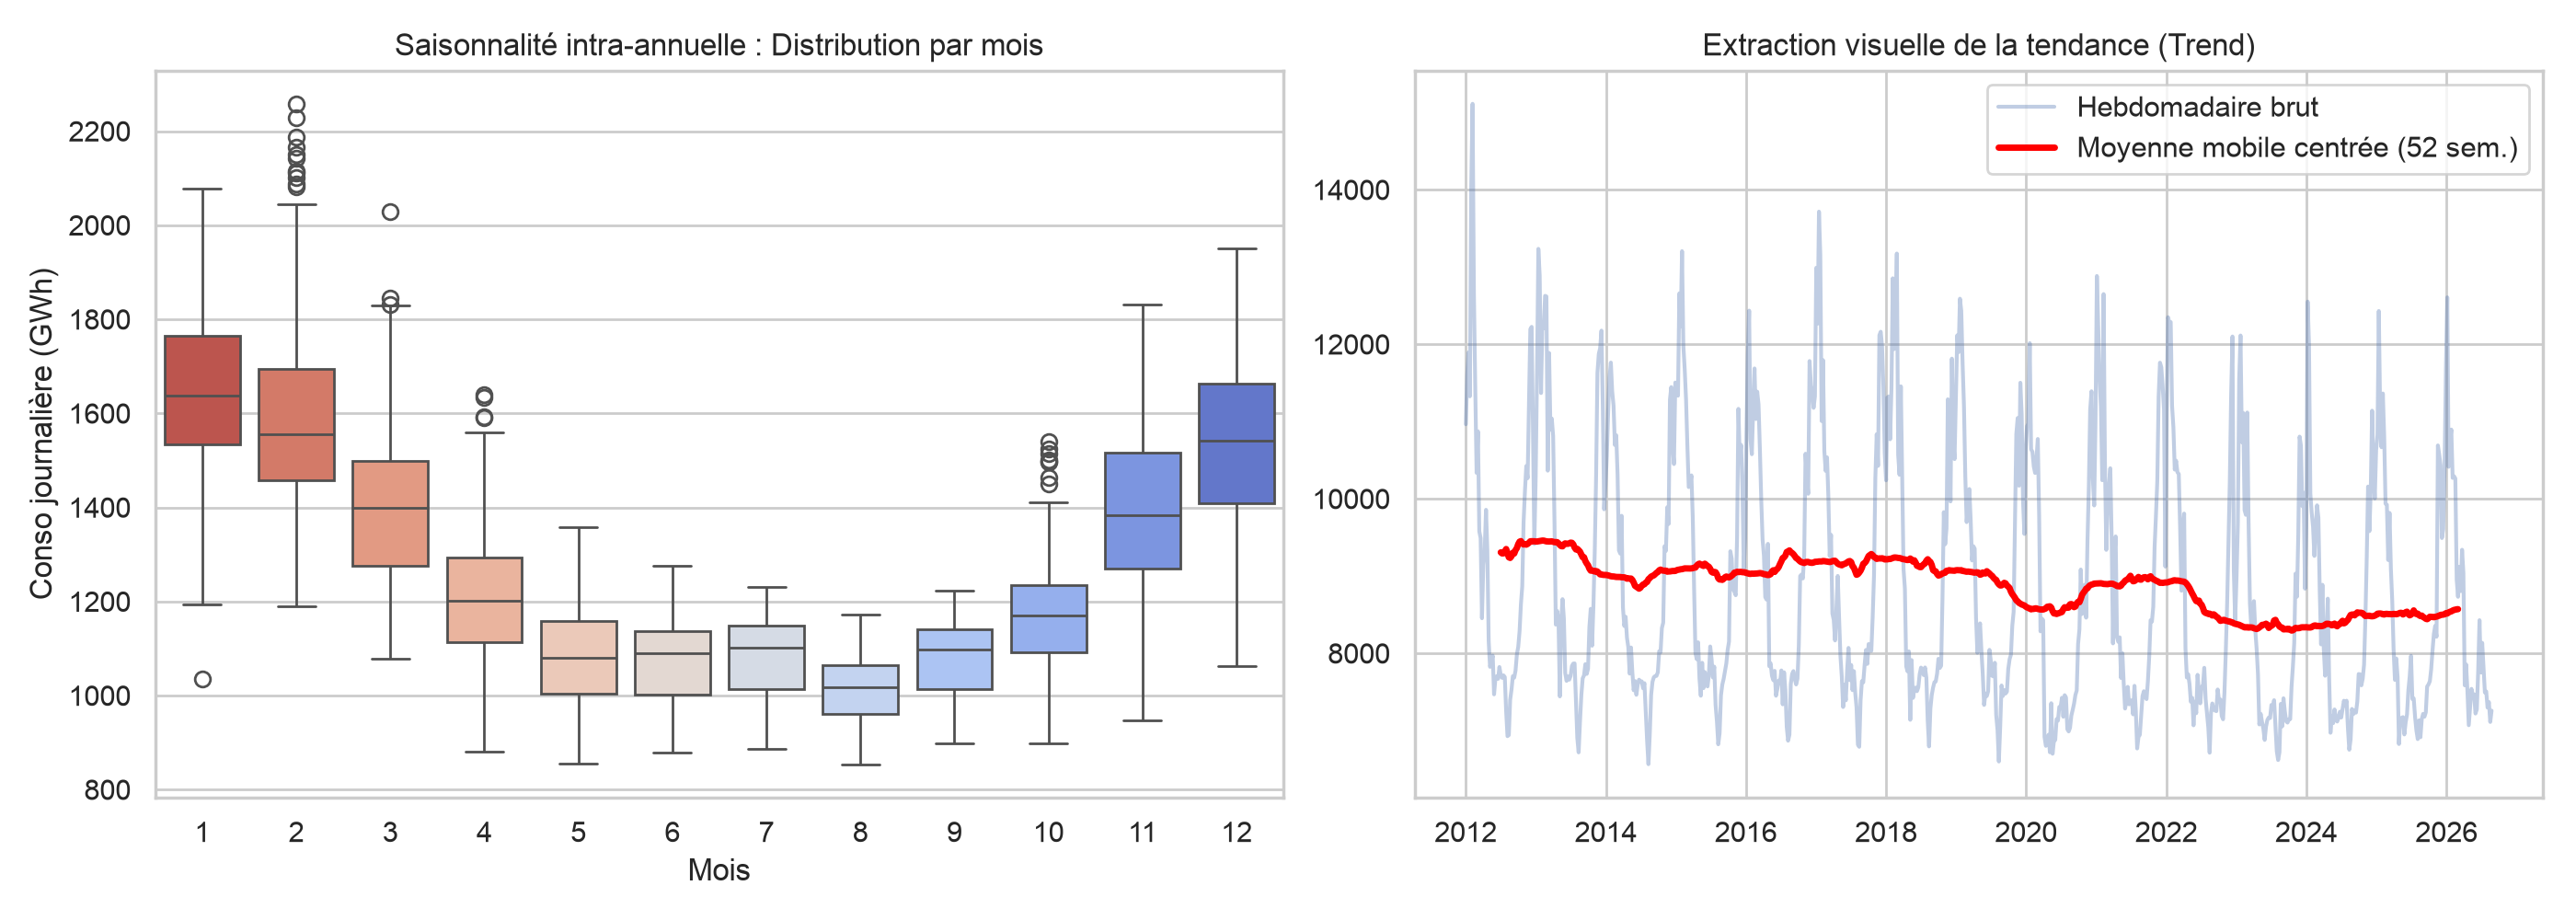 Saisonnalité intra-annuelle : Distribution par mois
Conso journalière (GWh)
2200
2000
1800
1600
1400
1200
1000
800
1 2 3 4 5 6 7 8 9 10 11 12
Mois
Extraction visuelle de la tendance (Trend)
Hebdomadaire brut
Moyenne mobile centrée (52 sem.)
14000
12000
10000
8000
2012 2014 2016 2018 2020 2022 2024 2026